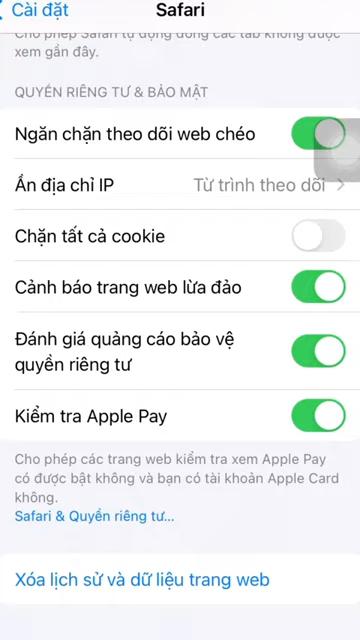 Cài đặt
Safari
Cho phép Safari tự động đóng các tab không được
xem gần đây.
QUYỀN RIÊNG TƯ & BẢO MẬT
Ngăn chặn theo dõi web chéo
Ẩn địa chỉ IP
Từ trình theo dõi
Chặn tất cả cookie
Cảnh báo trang web lừa đảo
Đánh giá quảng cáo bảo vệ
quyền riêng tư
Kiểm tra Apple Pay
Cho phép các trang web kiểm tra xem Apple Pay
có được bật không và bạn có tài khoản Apple Card
không.
Safari & Quyền riêng tư...
Xóa lịch sử và dữ liệu trang web